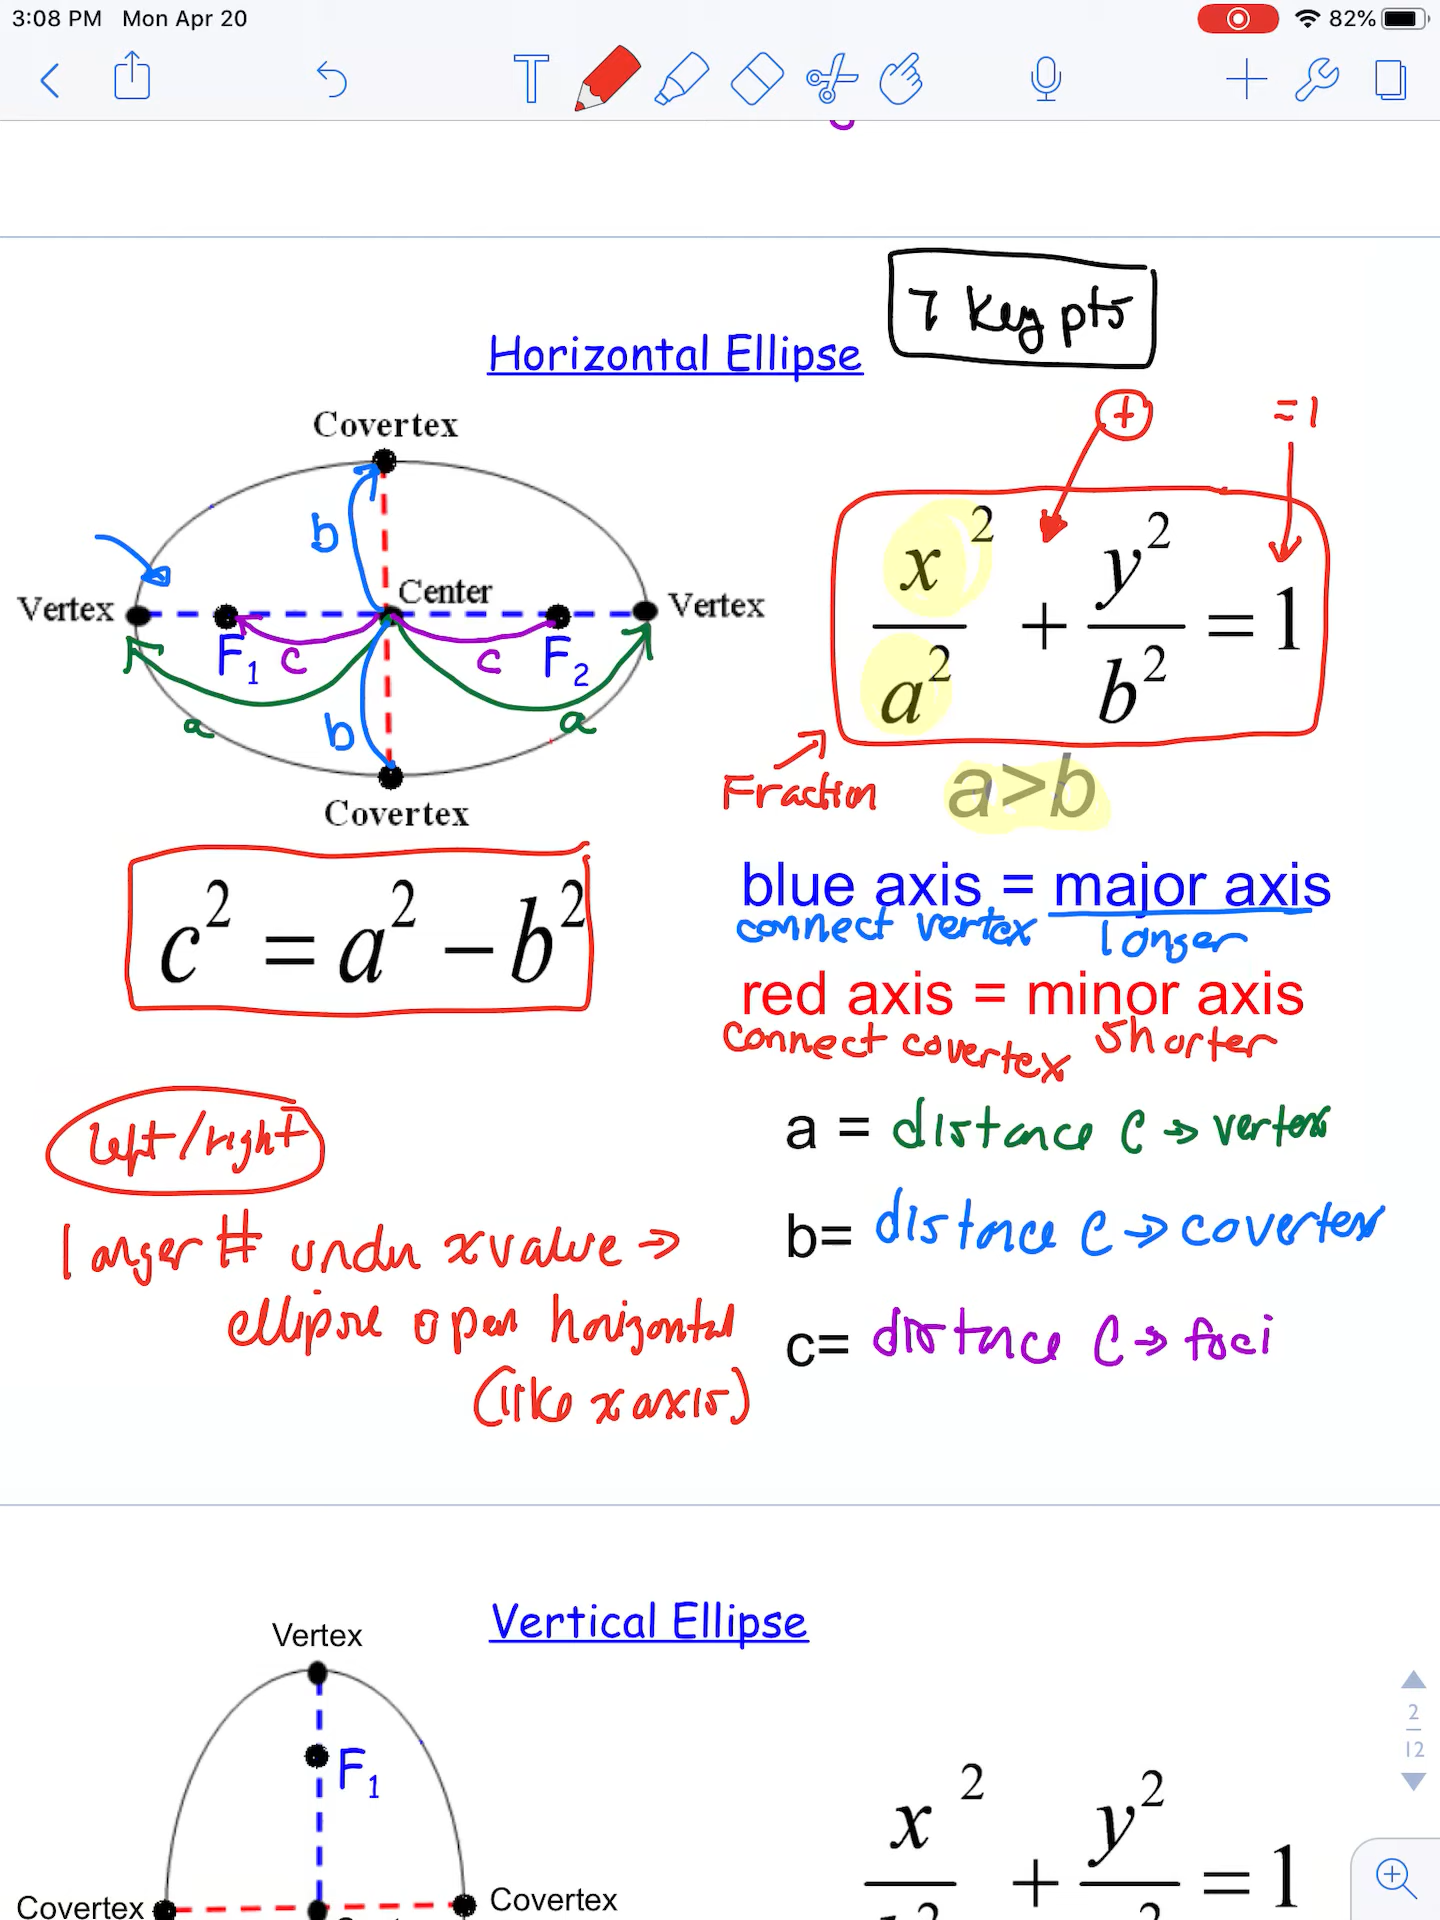 3:08 PM Mon Apr 20
82%
T
7 Key pts
Horizontal Ellipse
+
=1
Covertex
b
Center
Vertex
Vertex
F₁
c
c
F₂
a
b
a
Covertex
x²/a² + y²/b² = 1
Fraction
a>b
c² = a² − b²
blue axis = major axis
connect vertex longer
red axis = minor axis
connect covertex shorter
a = distance C → vertex
b= distance C → covertex
c= distance C → foci
left/right
larger # under x value →
ellipse open horizontal
(like x axis)
Vertical Ellipse
Vertex
F₁
Covertex
Covertex
x² + y² = 1
2
12